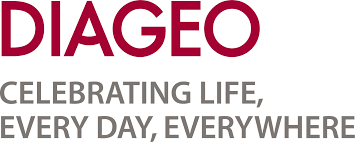 DIAGEO
CELEBRATING LIFE,
EVERY DAY, EVERYWHERE